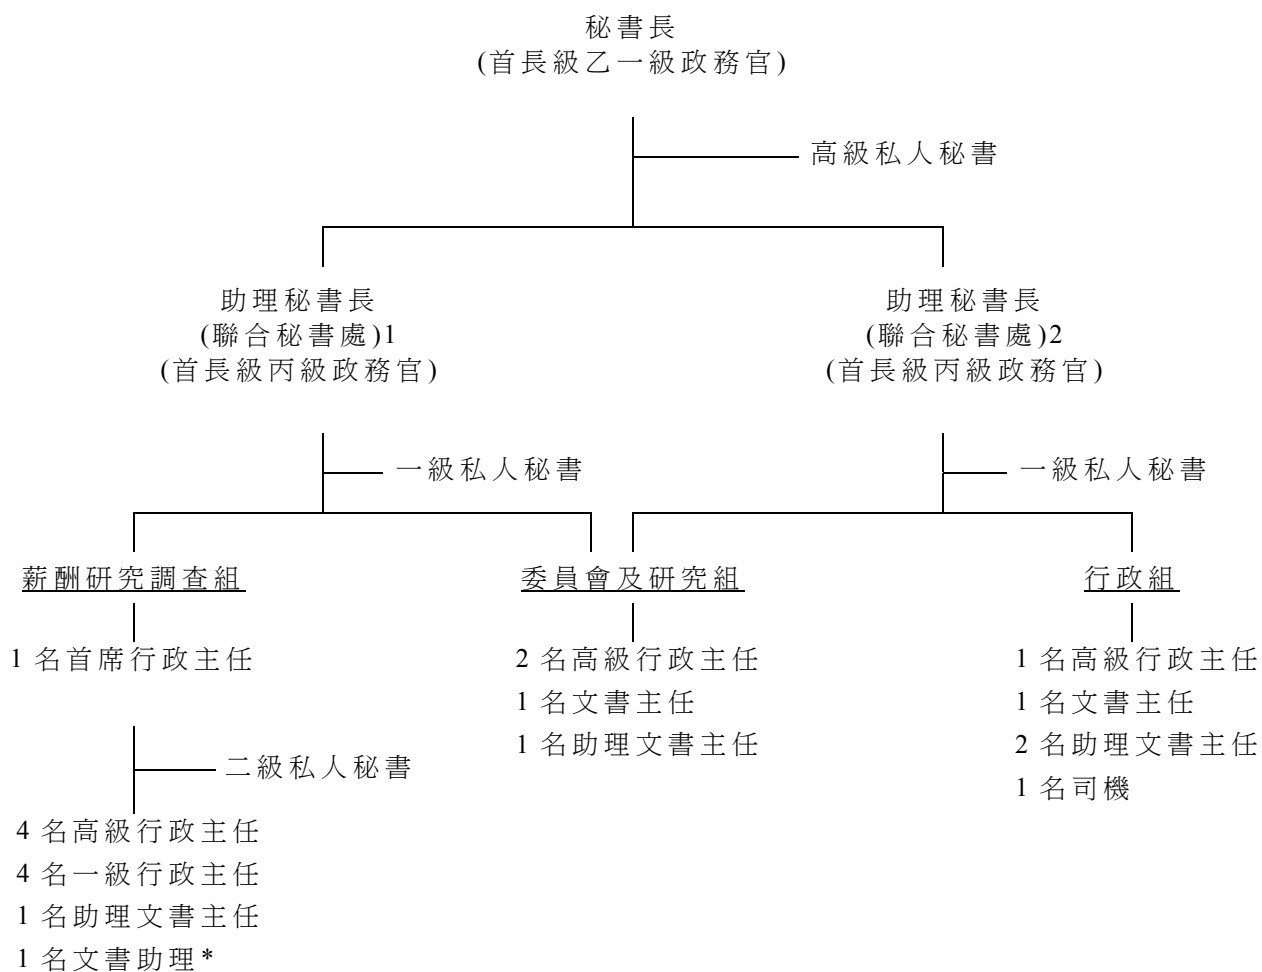 秘書長
(首長級乙一級政務官)
高級私人秘書
助理秘書長
(聯合秘書處)1
(首長級丙級政務官)
助理秘書長
(聯合秘書處)2
(首長級丙級政務官)
一級私人秘書
一級私人秘書
薪酬研究調查組
委員會及研究組
行政組
1 名首席行政主任
2 名高級行政主任
1 名文書主任
1 名助理文書主任
1 名高級行政主任
1 名文書主任
2 名助理文書主任
1 名司機
二級私人秘書
4 名高級行政主任
4 名一級行政主任
1 名助理文書主任
1 名文書助理*